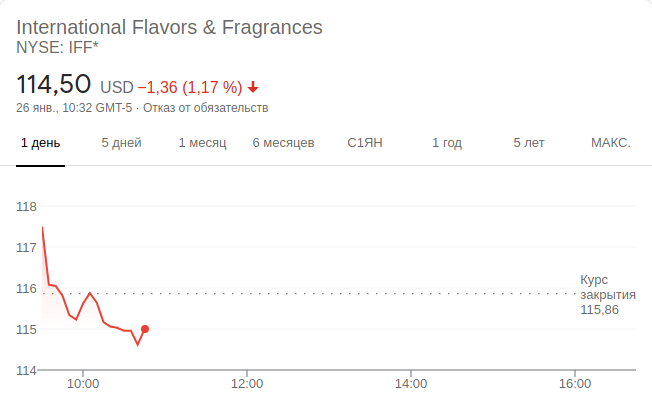 International Flavors & Fragrances
NYSE: IFF*
114,50 USD −1,36 (1,17 %)
26 янв., 10:32 GMT-5 · Отказ от обязательств
1 день 5 дней 1 месяц 6 месяцев С1ЯН 1 год 5 лет МАКС.
118
117
116
115
114
Курс
закрытия
115,86
10:00 12:00 14:00 16:00